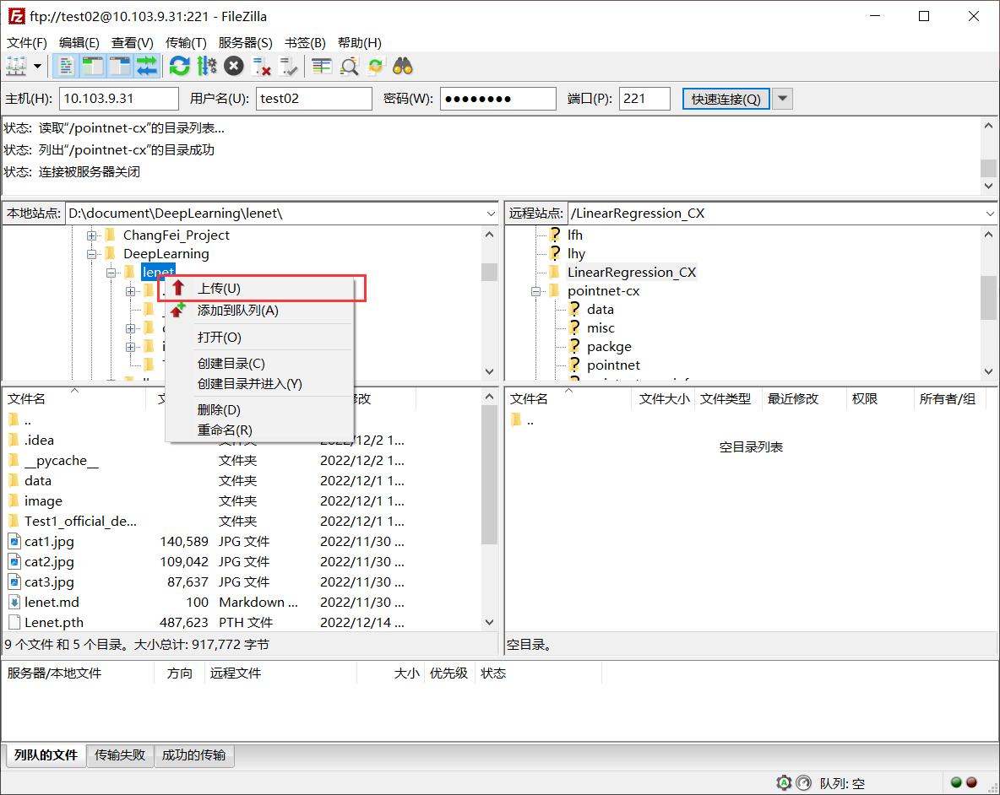 ftp://test02@10.103.9.31:221 - FileZilla
文件(F) 编辑(E) 查看(V) 传输(T) 服务器(S) 书签(B) 帮助(H)
主机(H): 10.103.9.31 用户名(U): test02 密码(W): ●●●●●●●● 端口(P): 221 快速连接(Q)
状态: 读取“/pointnet-cx”的目录列表...
状态: 列出“/pointnet-cx”的目录成功
状态: 连接被服务器关闭
本地站点: D:\document\DeepLearning\lenet\
ChangFei_Project
DeepLearning
lenet
上传(U)
添加到队列(A)
打开(O)
创建目录(C)
创建目录并进入(Y)
删除(D)
重命名(R)
远程站点: /LinearRegression_CX
lfh
lhy
LinearRegression_CX
pointnet-cx
data
misc
packge
pointnet
文件名 修改
..
.idea 文件夹 2022/12/2 1...
__pycache__ 文件夹 2022/12/2 1...
data 文件夹 2022/12/1 1...
image 文件夹 2022/12/1 1...
Test1_official_de... 文件夹 2022/12/1 1...
cat1.jpg 140,589 JPG 文件 2022/11/30 ...
cat2.jpg 109,042 JPG 文件 2022/11/30 ...
cat3.jpg 87,637 JPG 文件 2022/11/30 ...
lenet.md 100 Markdown ... 2022/11/30 ...
Lenet.pth 487,623 PTH 文件 2022/12/14 ...
9 个文件 和 5 个目录。大小总计: 917,772 字节
文件名 文件大小 文件类型 最近修改 权限 所有者/组
..
空目录列表
空目录。
服务器/本地文件 方向 远程文件 大小 优先级 状态
列队的文件 传输失败 成功的传输
队列: 空